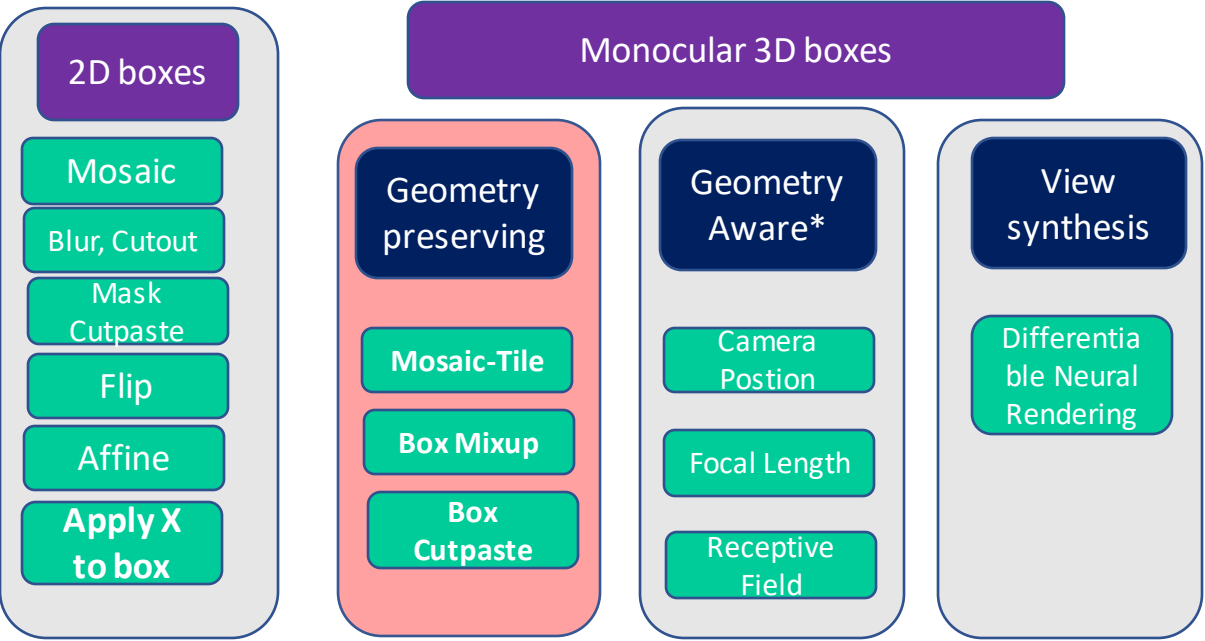 2D boxes
Mosaic
Blur, Cutout
Mask
Cutpaste
Flip
Affine
Apply X
to box
Monocular 3D boxes
Geometry
preserving
Mosaic-Tile
Box Mixup
Box
Cutpaste
Geometry
Aware*
Camera
Postion
Focal Length
Receptive
Field
View
synthesis
Differentia
ble Neural
Rendering